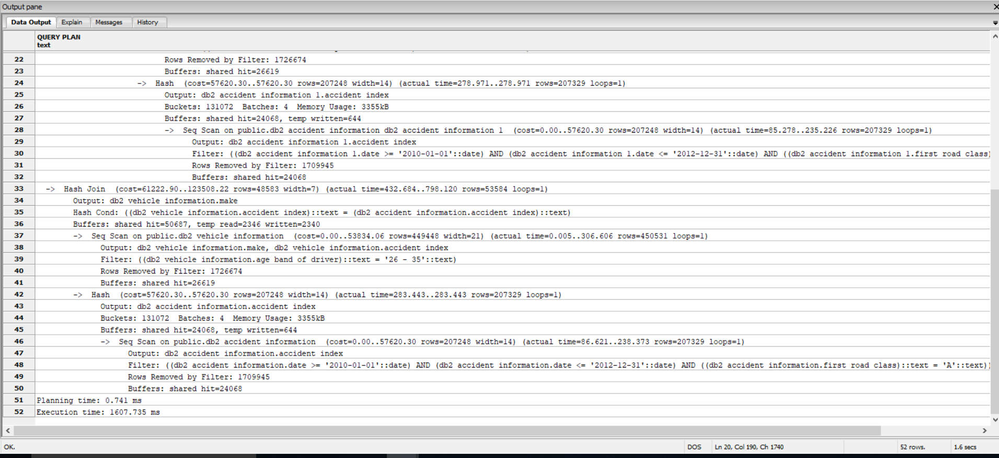 Output pane
Data Output Explain Messages History
QUERY PLAN
text
22 Rows Removed by Filter: 1726674
23 Buffers: shared hit=26619
24 -> Hash (cost=57620.30..57620.30 rows=207248 width=14) (actual time=278.971..278.971 rows=207329 loops=1)
25 Output: db2 accident information 1.accident index
26 Buckets: 131072 Batches: 4 Memory Usage: 3355kB
27 Buffers: shared hit=24068, temp written=644
28 -> Seq Scan on public.db2 accident information db2 accident information 1 (cost=0.00..57620.30 rows=207248 width=14) (actual time=85.278..235.226 rows=207329 loops=1)
29 Output: db2 accident information 1.accident index
30 Filter: ((db2 accident information 1.date >= '2010-01-01'::date) AND (db2 accident information 1.date <= '2012-12-31'::date) AND ((db2 accident information 1.first road class)
31 Rows Removed by Filter: 1709945
32 Buffers: shared hit=24068
33 -> Hash Join (cost=61222.90..123508.22 rows=48583 width=7) (actual time=432.684..798.120 rows=53584 loops=1)
34 Output: db2 vehicle information.make
35 Hash Cond: ((db2 vehicle information.accident index)::text = (db2 accident information.accident index)::text)
36 Buffers: shared hit=50687, temp read=2346 written=2340
37 -> Seq Scan on public.db2 vehicle information (cost=0.00..53834.06 rows=449448 width=21) (actual time=0.005..306.606 rows=450531 loops=1)
38 Output: db2 vehicle information.make, db2 vehicle information.accident index
39 Filter: ((db2 vehicle information.age band of driver)::text = '26 - 35'::text)
40 Rows Removed by Filter: 1726674
41 Buffers: shared hit=26619
42 -> Hash (cost=57620.30..57620.30 rows=207248 width=14) (actual time=283.443..283.443 rows=207329 loops=1)
43 Output: db2 accident information.accident index
44 Buckets: 131072 Batches: 4 Memory Usage: 3355kB
45 Buffers: shared hit=24068, temp written=644
46 -> Seq Scan on public.db2 accident information (cost=0.00..57620.30 rows=207248 width=14) (actual time=86.621..238.373 rows=207329 loops=1)
47 Output: db2 accident information.accident index
48 Filter: ((db2 accident information.date >= '2010-01-01'::date) AND (db2 accident information.date <= '2012-12-31'::date) AND ((db2 accident information.first road class)::text = 'A'::text))
49 Rows Removed by Filter: 1709945
50 Buffers: shared hit=24068
51 Planning time: 0.741 ms
52 Execution time: 1607.735 ms
OK. DOS Ln 20, Col 190, Ch 1740 52 rows. 1.6 secs